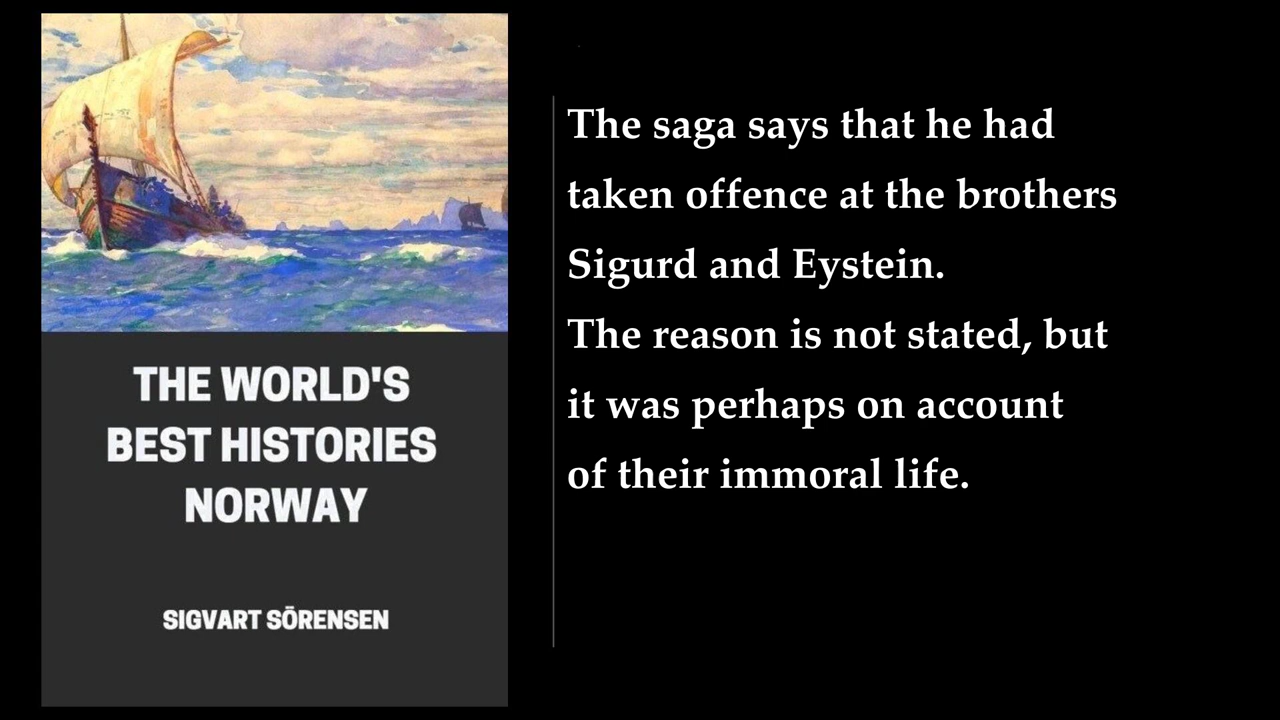 THE WORLD'S
BEST HISTORIES
NORWAY
SIGVART SÖRENSEN
The saga says that he had
taken offence at the brothers
Sigurd and Eystein.
The reason is not stated, but
it was perhaps on account
of their immoral life.